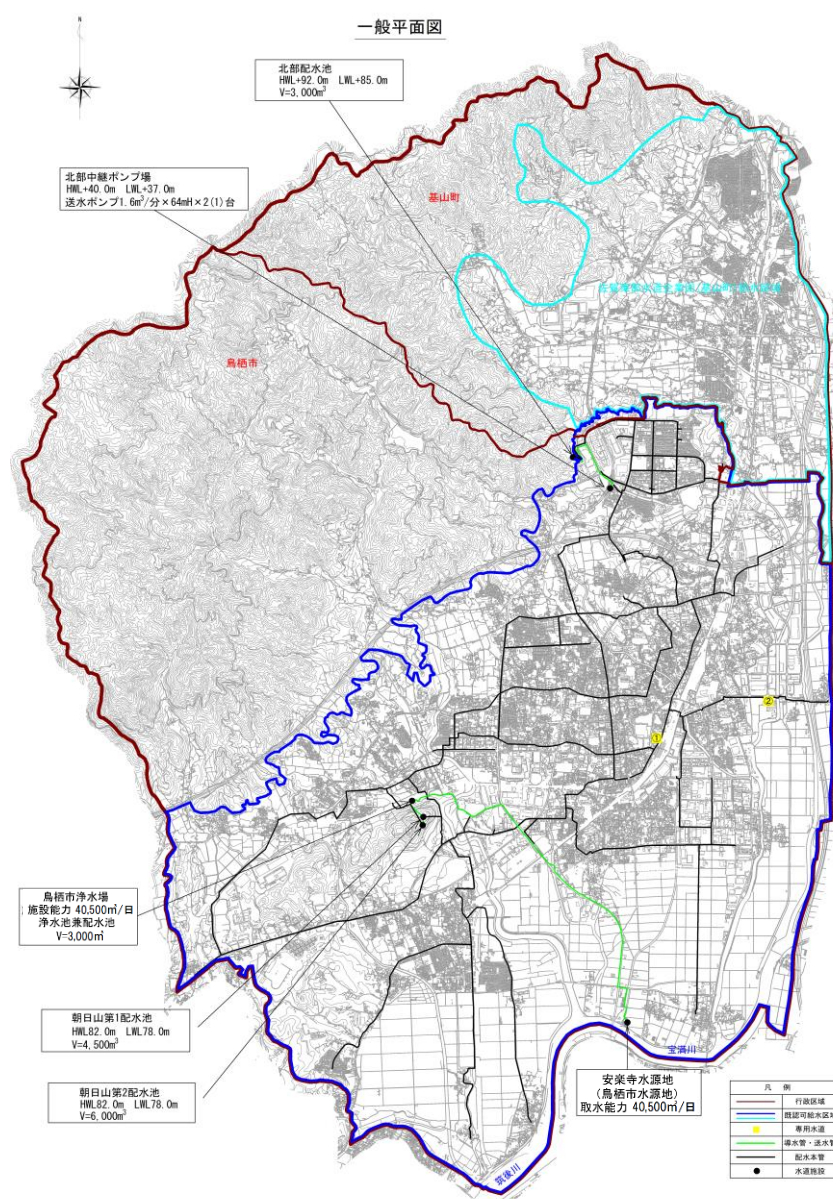 一般平面図
北部配水池
HWL+92.0m LWL+85.0m
V=3,000m³
北部中継ポンプ場
HWL+40.0m LWL+37.0m
送水ポンプ1.6m³/分×64mH×2(1)台
基山町
鳥栖市
②
①
鳥栖市浄水場
施設能力 40,500㎥/日
浄水池兼配水池
V=3,000㎥
朝日山第1配水池
HWL82.0m LWL78.0m
V=4,500m³
朝日山第2配水池
HWL82.0m LWL78.0m
V=6,000m³
安楽寺水源地
(鳥栖市水源地)
取水能力 40,500㎥/日
宝満川
筑後川
凡 例
行政区域
既認可給水区域
専用水道
導水管・送水管
配水本管
水道施設